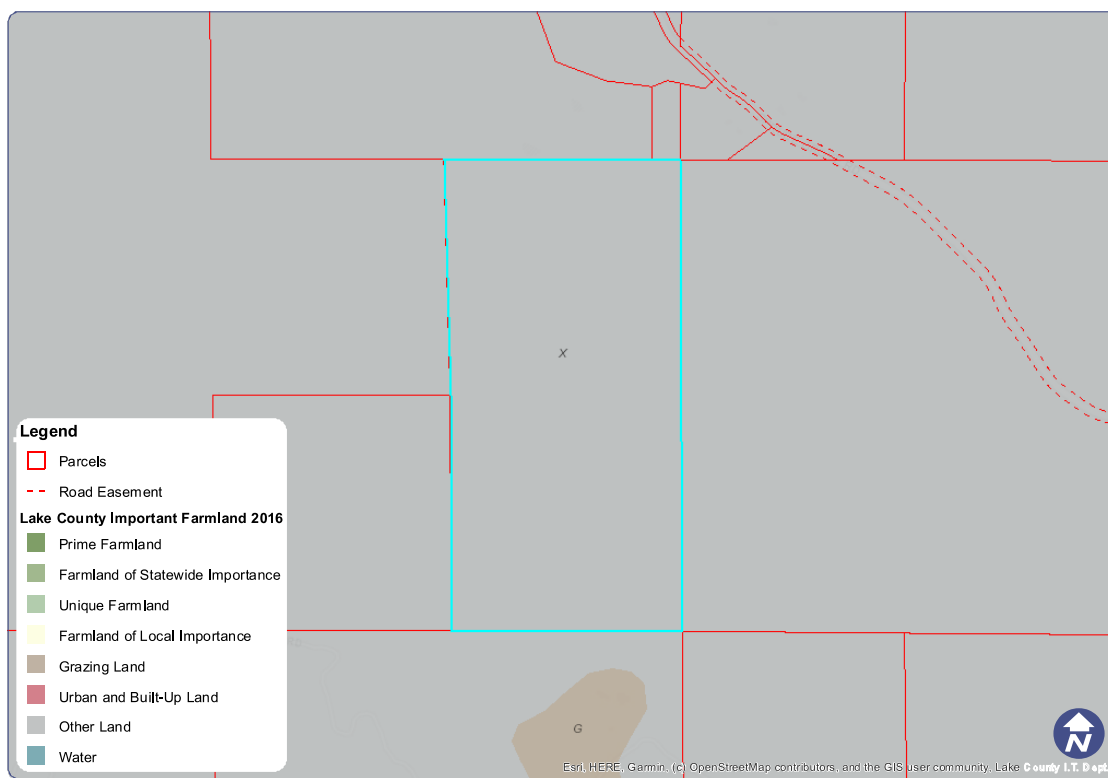 X
Legend
Parcels
Road Easement
Lake County Important Farmland 2016
Prime Farmland
Farmland of Statewide Importance
Unique Farmland
Farmland of Local Importance
Grazing Land
Urban and Built-Up Land
Other Land
Water
G
N
Esri, HERE, Garmin, (c) OpenStreetMap contributors, and the GIS user community, Lake County I.T. Dept